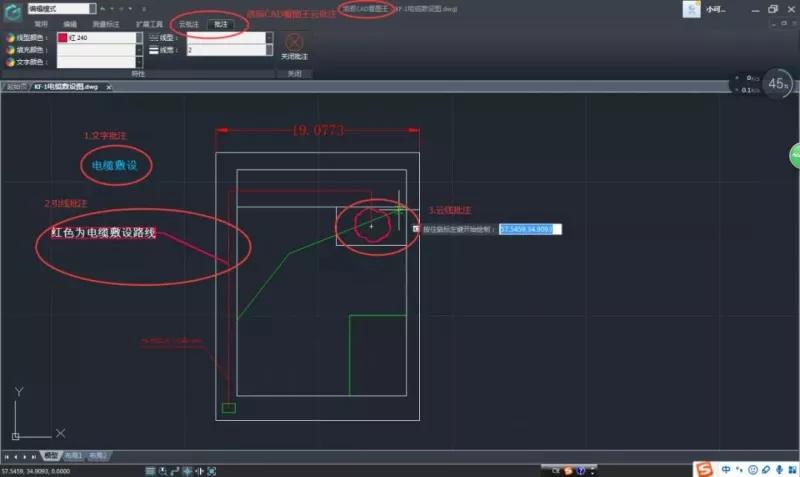 编辑模式
浩辰CAD看图王云批注
浩辰CAD看图王
KF-1电缆敷设图.dwg]
小可...
常用 编辑 测量标注 扩展工具 云批注 批注
线型颜色： 红 240 线型：
填充颜色： 线宽： 2
文字颜色：
关闭批注
特性 关闭
起始页 KF-1电缆敷设图.dwg
0K/s
0.1K/s
45%
1.文字批注
电缆敷设
19.0773
2.引线批注
红色为电缆敷设路线
3.云线批注
按住鼠标左键开始绘制： 57.5459,34.9093
Y
X
模型 布局1 布局2
57.5459, 34.9093, 0.0000
CH
中